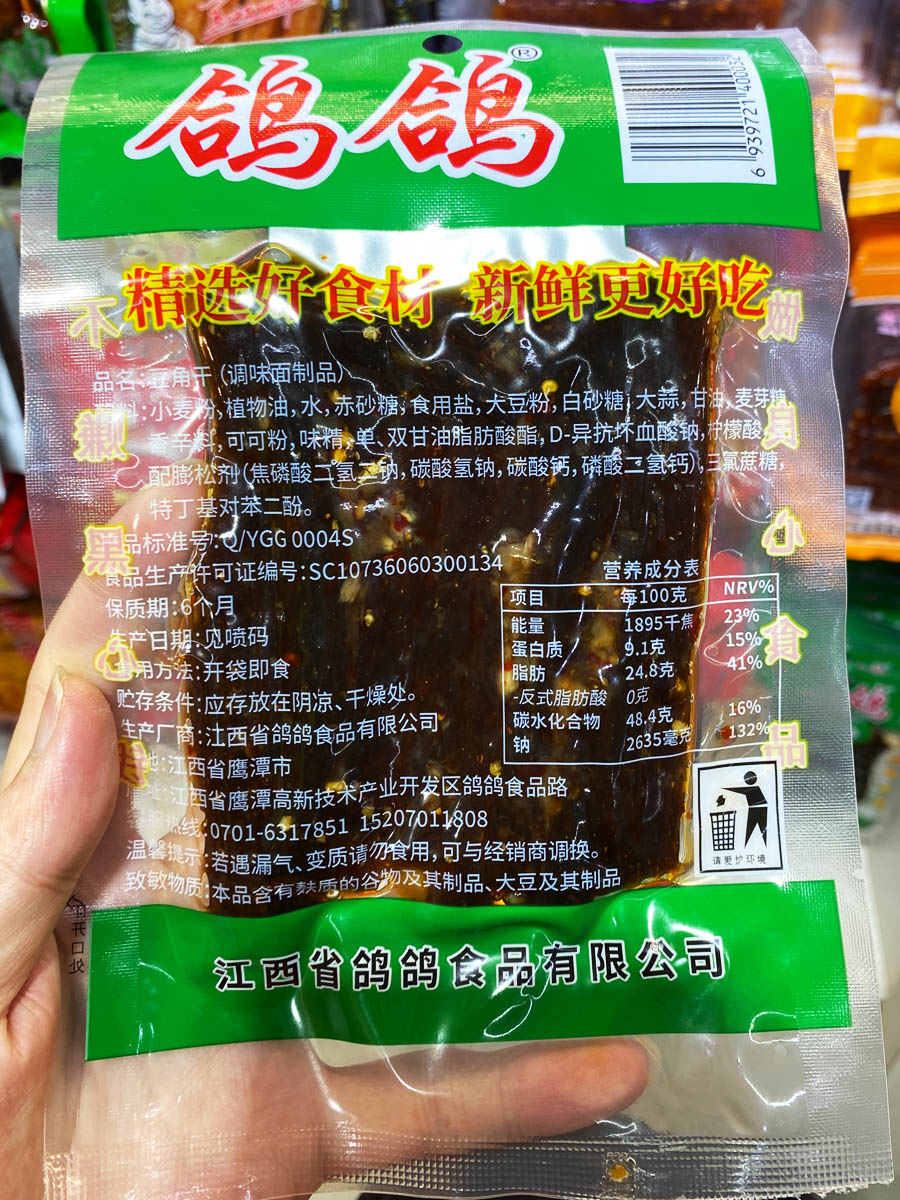 鸽鸽®
6 939721 40003
精选好食材 新鲜更好吃
不赚黑心
做良心食品
品名:豆角干(调味面制品)
料:小麦粉,植物油,水,赤砂糖,食用盐,大豆粉,白砂糖,大蒜,甘油,麦芽糖,
香辛料,可可粉,味精,单、双甘油脂肪酸酯,D-异抗坏血酸钠,柠檬酸,
配膨松剂(焦磷酸二氢二钠,碳酸氢钠,碳酸钙,磷酸二氢钙),三氯蔗糖,
特丁基对苯二酚。
品标准号:Q/YGG 0004S
食品生产许可证编号:SC10736060300134
保质期:6个月
生产日期:见喷码
食用方法:开袋即食
贮存条件:应存放在阴凉、干燥处。
生产厂商:江西省鸽鸽食品有限公司
地:江西省鹰潭市
址:江西省鹰潭高新技术产业开发区鸽鸽食品路
热线:0701-6317851 15207011808
温馨提示:若遇漏气、变质请勿食用,可与经销商调换。
致敏物质:本品含有麸质的谷物及其制品、大豆及其制品
营养成分表
项目 每100克 NRV%
能量 1895千焦 23%
蛋白质 9.1克 15%
脂肪 24.8克 41%
-反式脂肪酸 0克
碳水化合物 48.4克 16%
钠 2635毫克 132%
请爱护环境
开口处
江西省鸽鸽食品有限公司